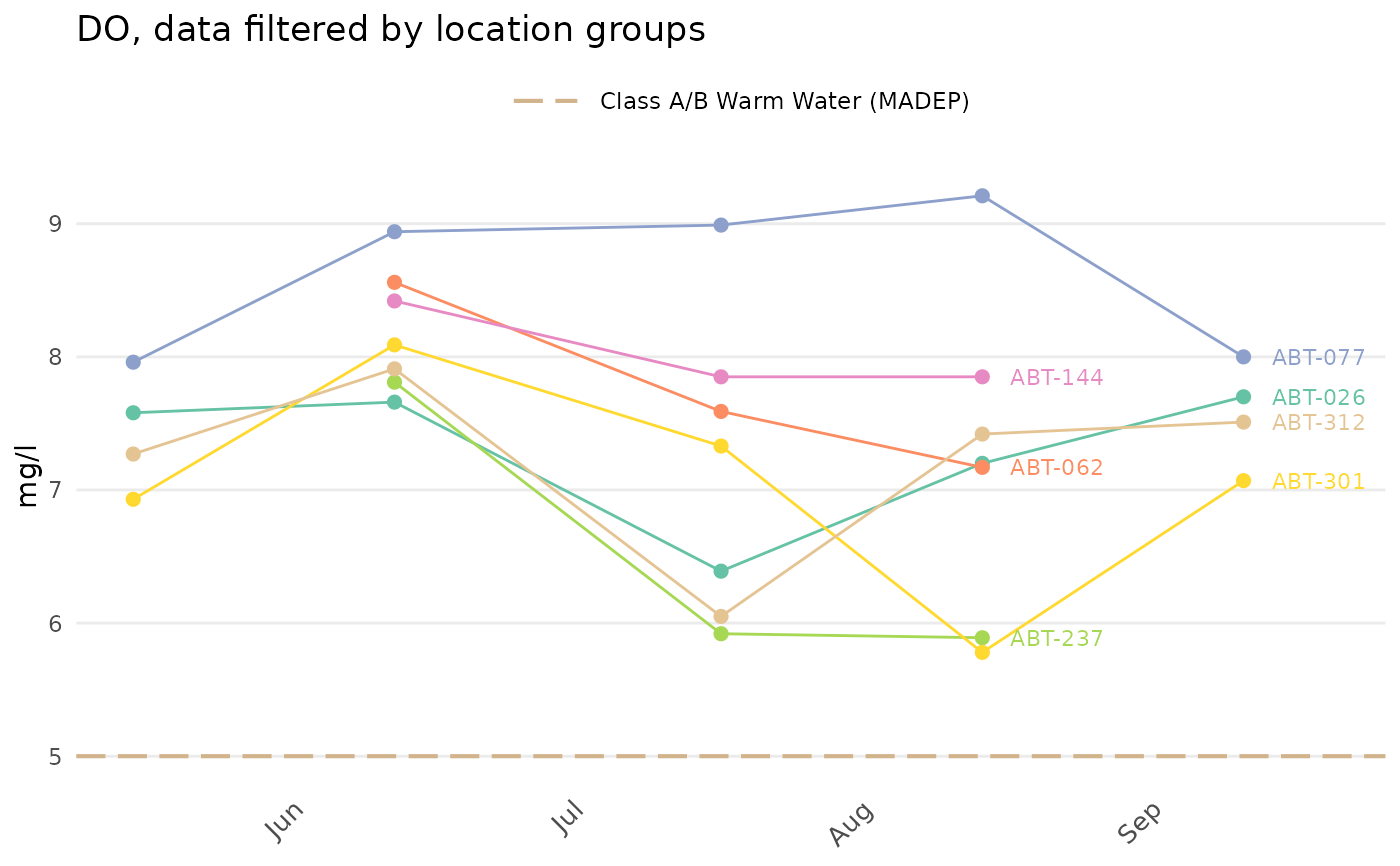 DO, data filtered by location groups
Class A/B Warm Water (MADEP)
mg/l
9
8
7
6
5
ABT-077
ABT-144
ABT-026
ABT-312
ABT-062
ABT-301
ABT-237
Jun
Jul
Aug
Sep